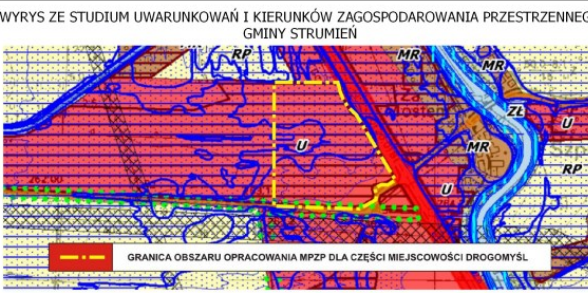 WYRYS ZE STUDIUM UWARUNKOWAŃ I KIERUNKÓW ZAGOSPODAROWANIA PRZESTRZENNEG
GMINY STRUMIEŃ
RP
MR
MR
ZŁ
U
U
MR
RP
U
GRANICA OBSZARU OPRACOWANIA MPZP DLA CZĘŚCI MIEJSCOWOŚCI DROGOMYŚL